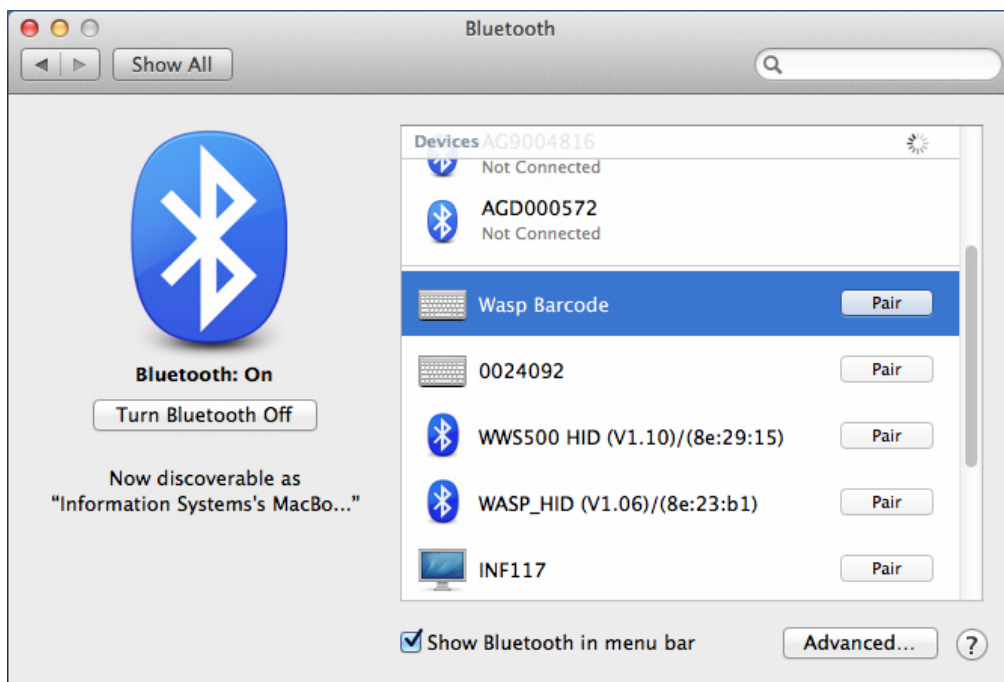 Bluetooth
Show All
Devices AG9004816
Not Connected
AGD000572
Not Connected
Wasp Barcode Pair
0024092 Pair
WWS500 HID (V1.10)/(8e:29:15) Pair
WASP_HID (V1.06)/(8e:23:b1) Pair
INF117 Pair
Bluetooth: On
Turn Bluetooth Off
Now discoverable as
“Information Systems's MacBo...”
Show Bluetooth in menu bar
Advanced... ?